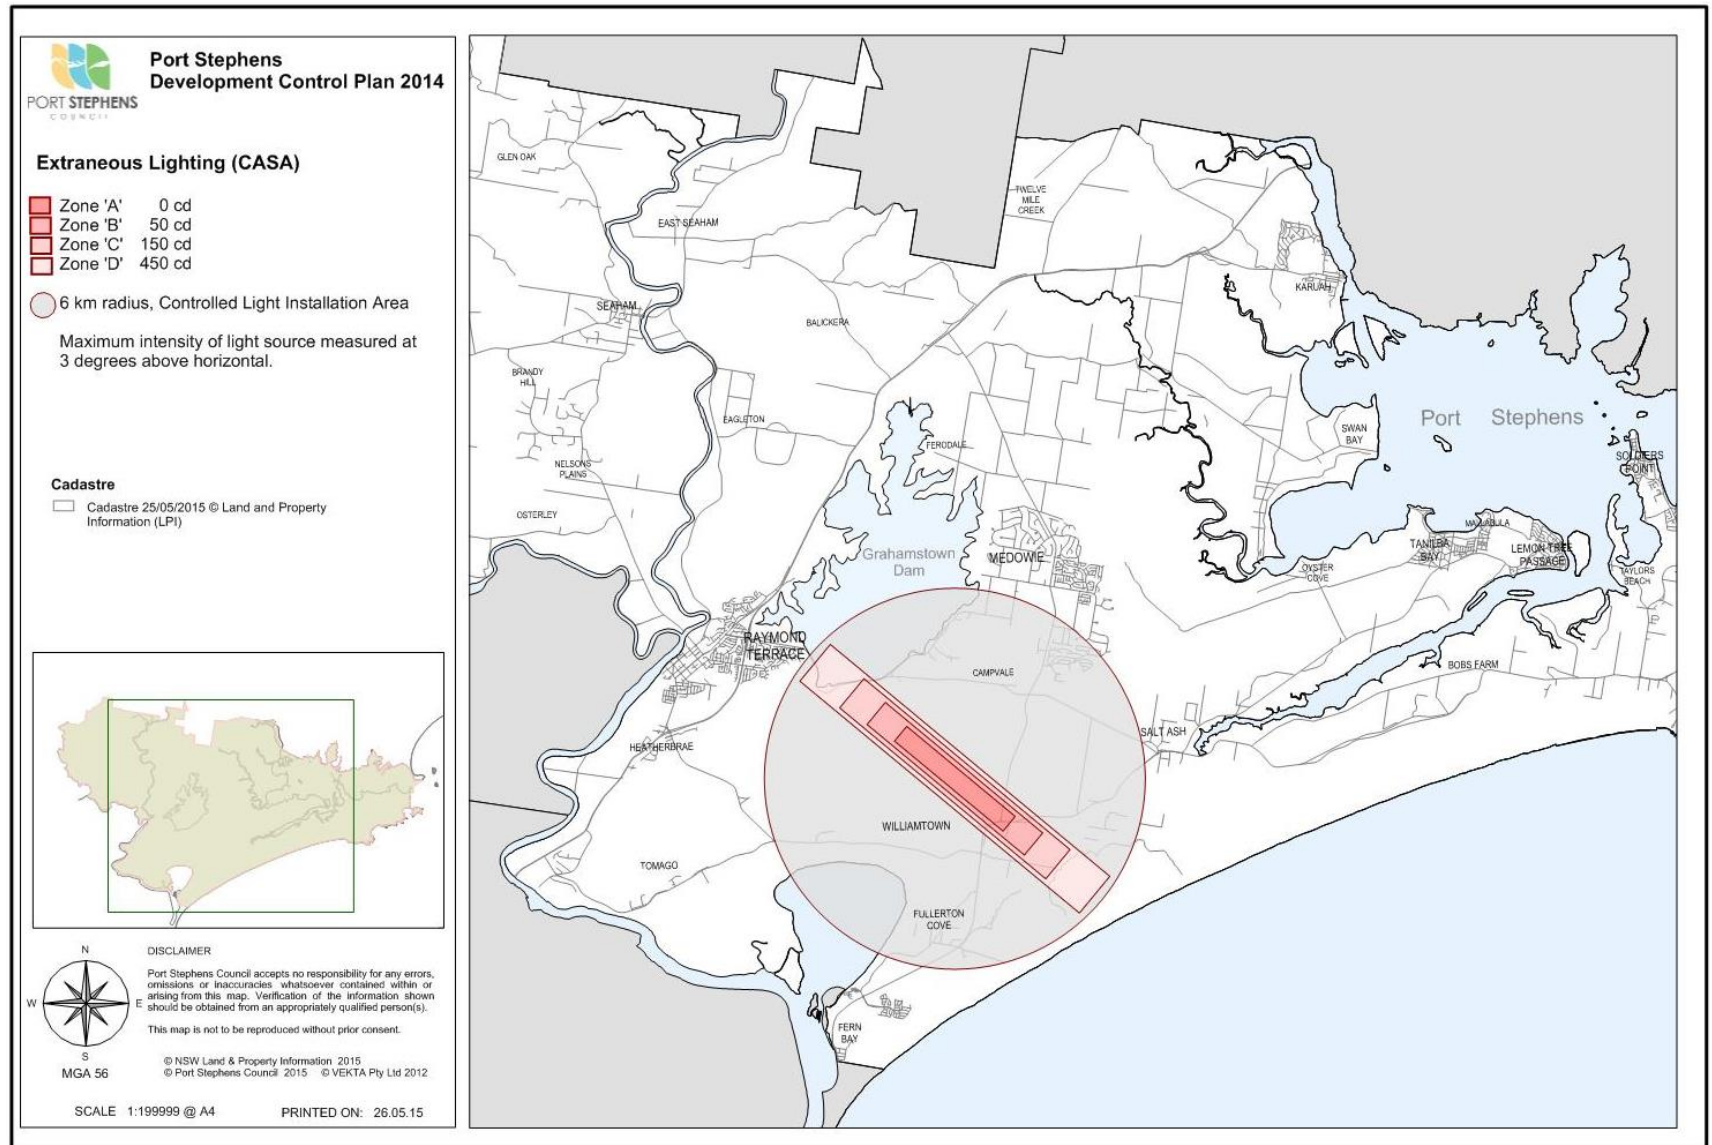 Port Stephens
Development Control Plan 2014
PORT STEPHENS
COUNCIL
Extraneous Lighting (CASA)
Zone 'A' 0 cd
Zone 'B' 50 cd
Zone 'C' 150 cd
Zone 'D' 450 cd
6 km radius, Controlled Light Installation Area
Maximum intensity of light source measured at
3 degrees above horizontal.
Cadastre
Cadastre 25/05/2015 © Land and Property
Information (LPI)
N
W
E
S
MGA 56
DISCLAIMER
Port Stephens Council accepts no responsibility for any errors,
omissions or inaccuracies whatsoever contained within or
arising from this map. Verification of the information shown
should be obtained from an appropriately qualified person(s).
This map is not to be reproduced without prior consent.
© NSW Land & Property Information 2015
© Port Stephens Council 2015 © VEKTA Pty Ltd 2012
SCALE 1:199999 @ A4
PRINTED ON: 26.05.15
GLEN OAK
TWELVE
MILE
CREEK
EAST SEAHAM
KARUAH
SEAHAM
BALICKERA
BRANDY
HILL
EAGLETON
Port Stephens
SWAN
BAY
FERODALE
SOLDIERS
POINT
NELSONS
PLAINS
OSTERLEY
MALLABULA
TANILBA
BAY
LEMON TREE
PASSAGE
Grahamstown
Dam
MEDOWIE
OYSTER
COVE
TAYLORS
BEACH
RAYMOND
TERRACE
BOBS FARM
CAMPVALE
SALT ASH
HEATHERBRAE
WILLIAMTOWN
TOMAGO
FULLERTON
COVE
FERN
BAY